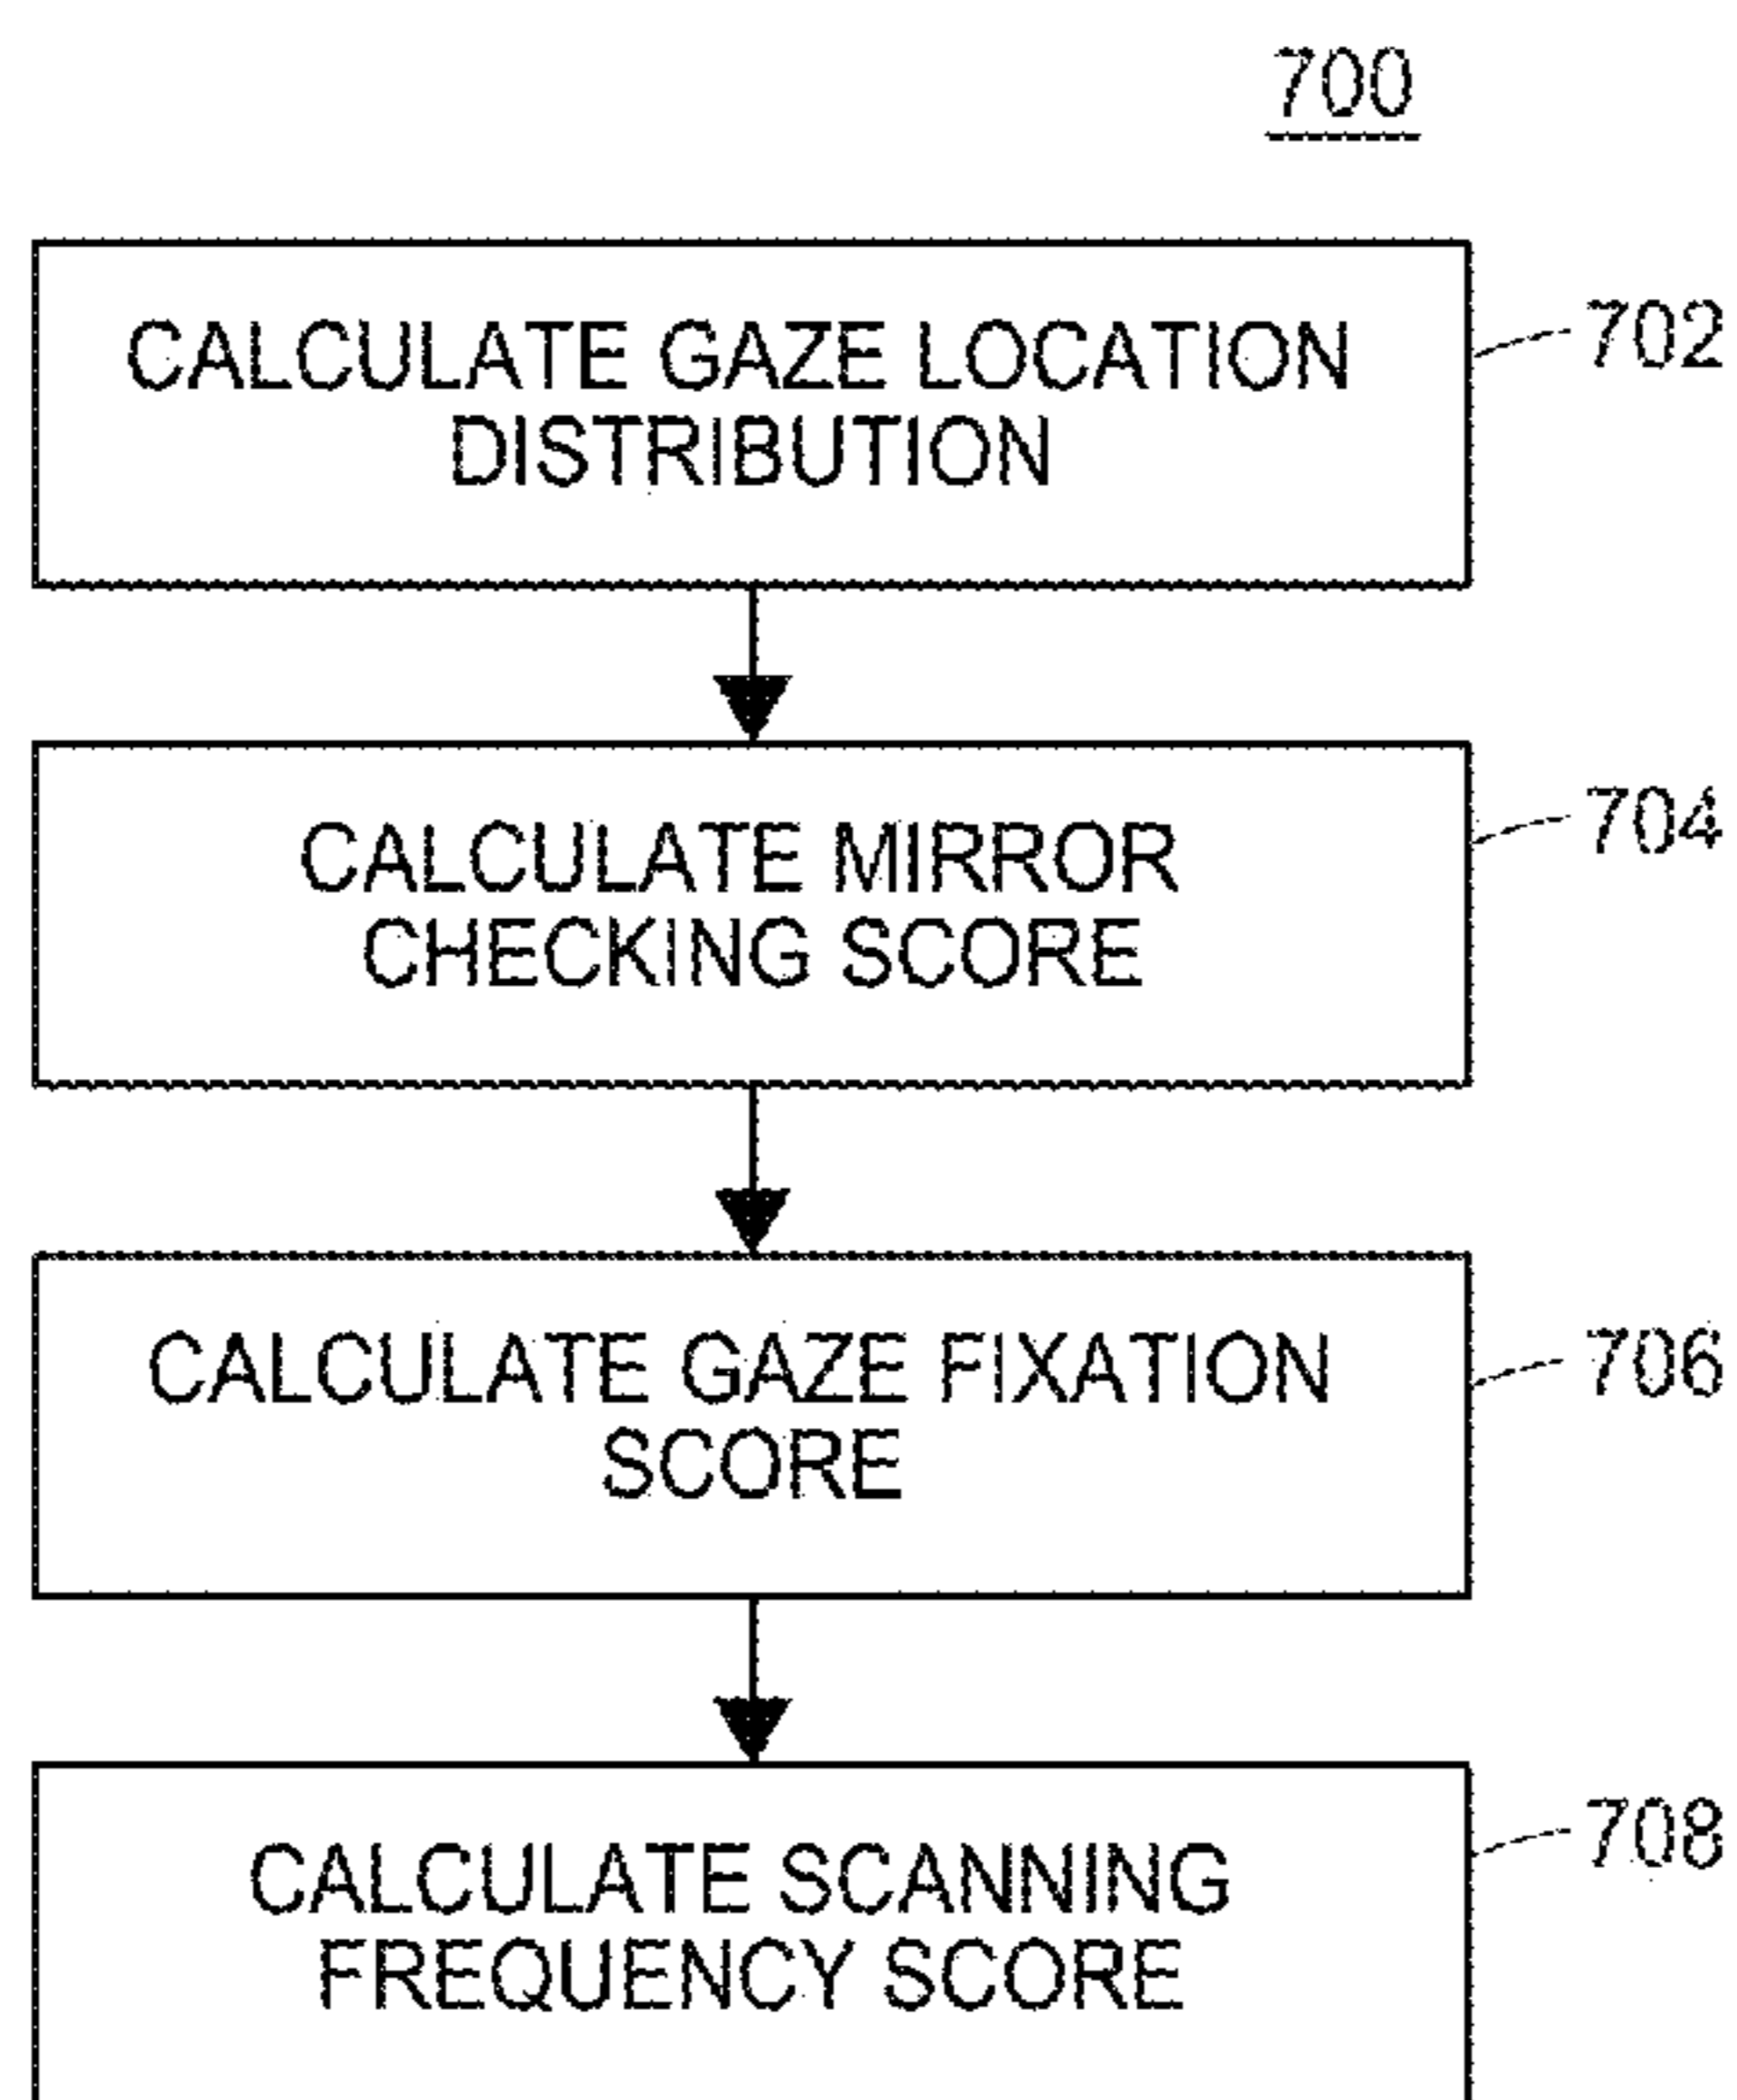 700
CALCULATE GAZE LOCATION
DISTRIBUTION
702
CALCULATE MIRROR
CHECKING SCORE
704
CALCULATE GAZE FIXATION
SCORE
706
CALCULATE SCANNING
FREQUENCY SCORE
708